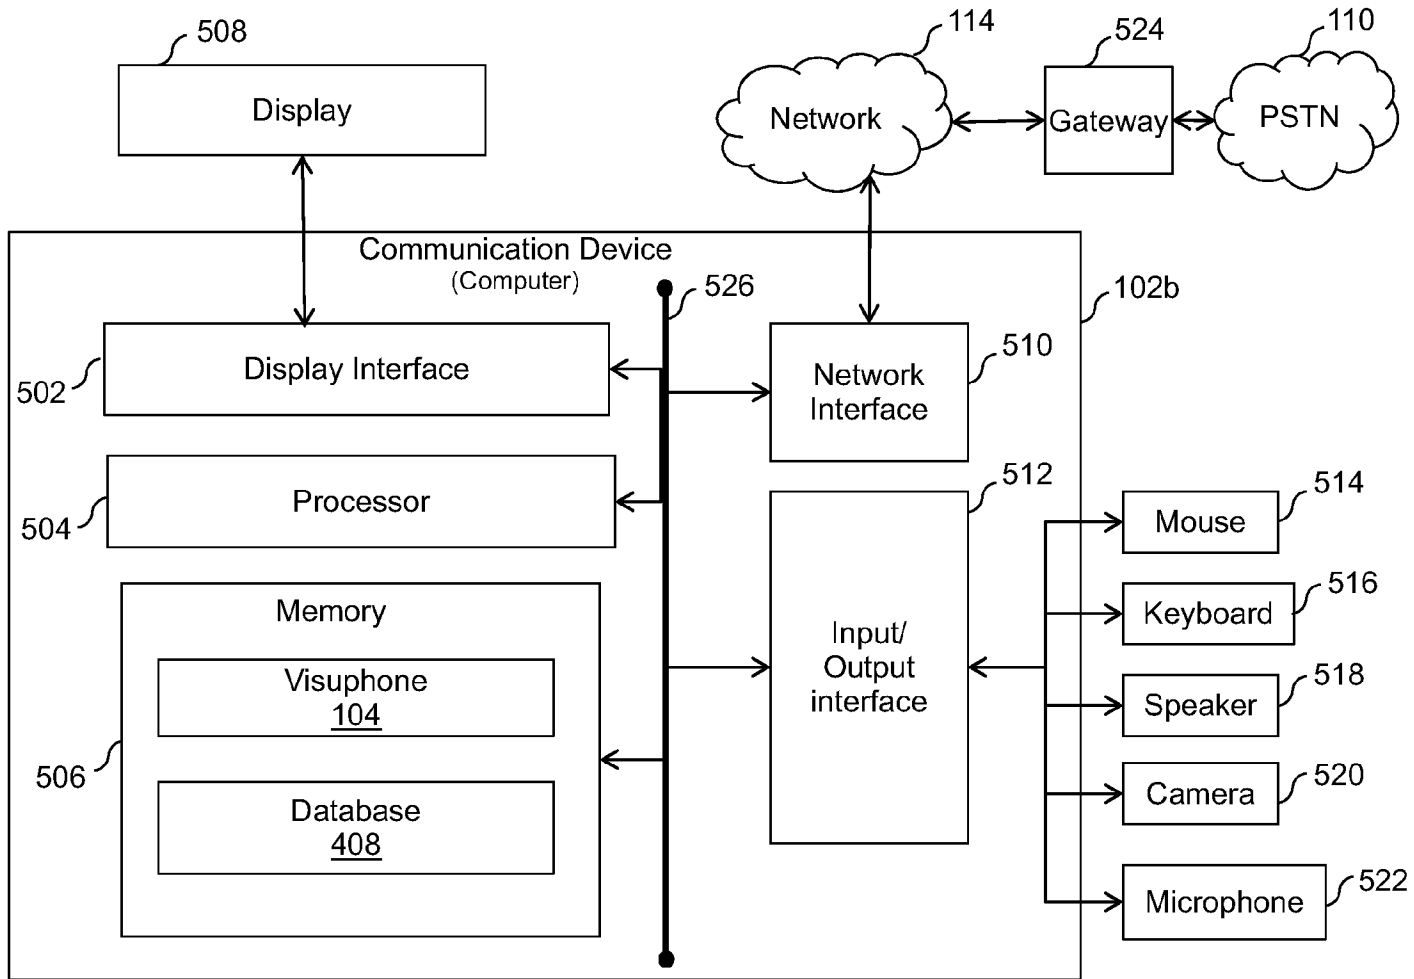 508
114
524
110
Display
Network
Gateway
PSTN
Communication Device
(Computer)
526
102b
502
Display Interface
Network
Interface
510
504
Processor
512
Mouse
514
Memory
Keyboard
516
Visuphone
104
Input/
Output
interface
Speaker
518
506
Database
408
Camera
520
Microphone
522